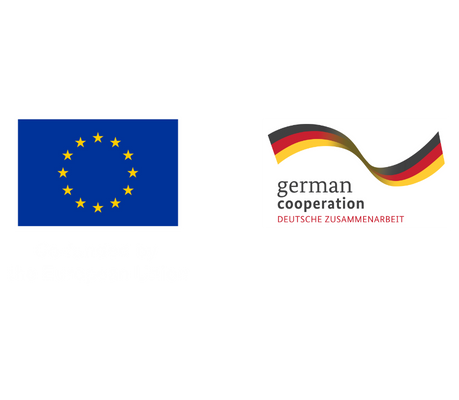 german
cooperation
DEUTSCHE ZUSAMMENARBEIT